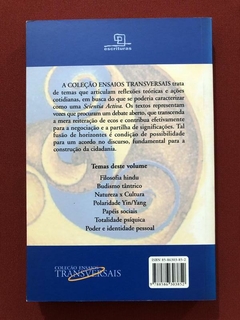 escrituras
A COLEÇÃO ENSAIOS TRANSVERSAIS trata
de temas que articulam reflexões teóricas e ações
cotidianas, em busca do que se poderia caracterizar
como uma Scientia Activa. Os textos representam
vozes que procuram um debate aberto, que transcenda
a mera reiteração de ecos e contribua efetivamente
para a negociação e a partilha de significações. Tal
fusão de horizontes é condição de possibilidade
para um acordo no discurso, fundamental para a
construção da cidadania.
Temas deste volume
Filosofia hindu
Budismo tântrico
Natureza x Cultura
Polaridade Yin/Yang
Papéis sociais
Totalidade psíquica
Poder e identidade pessoal
COLEÇÃO ENSAIOS
TRANSVERSAIS